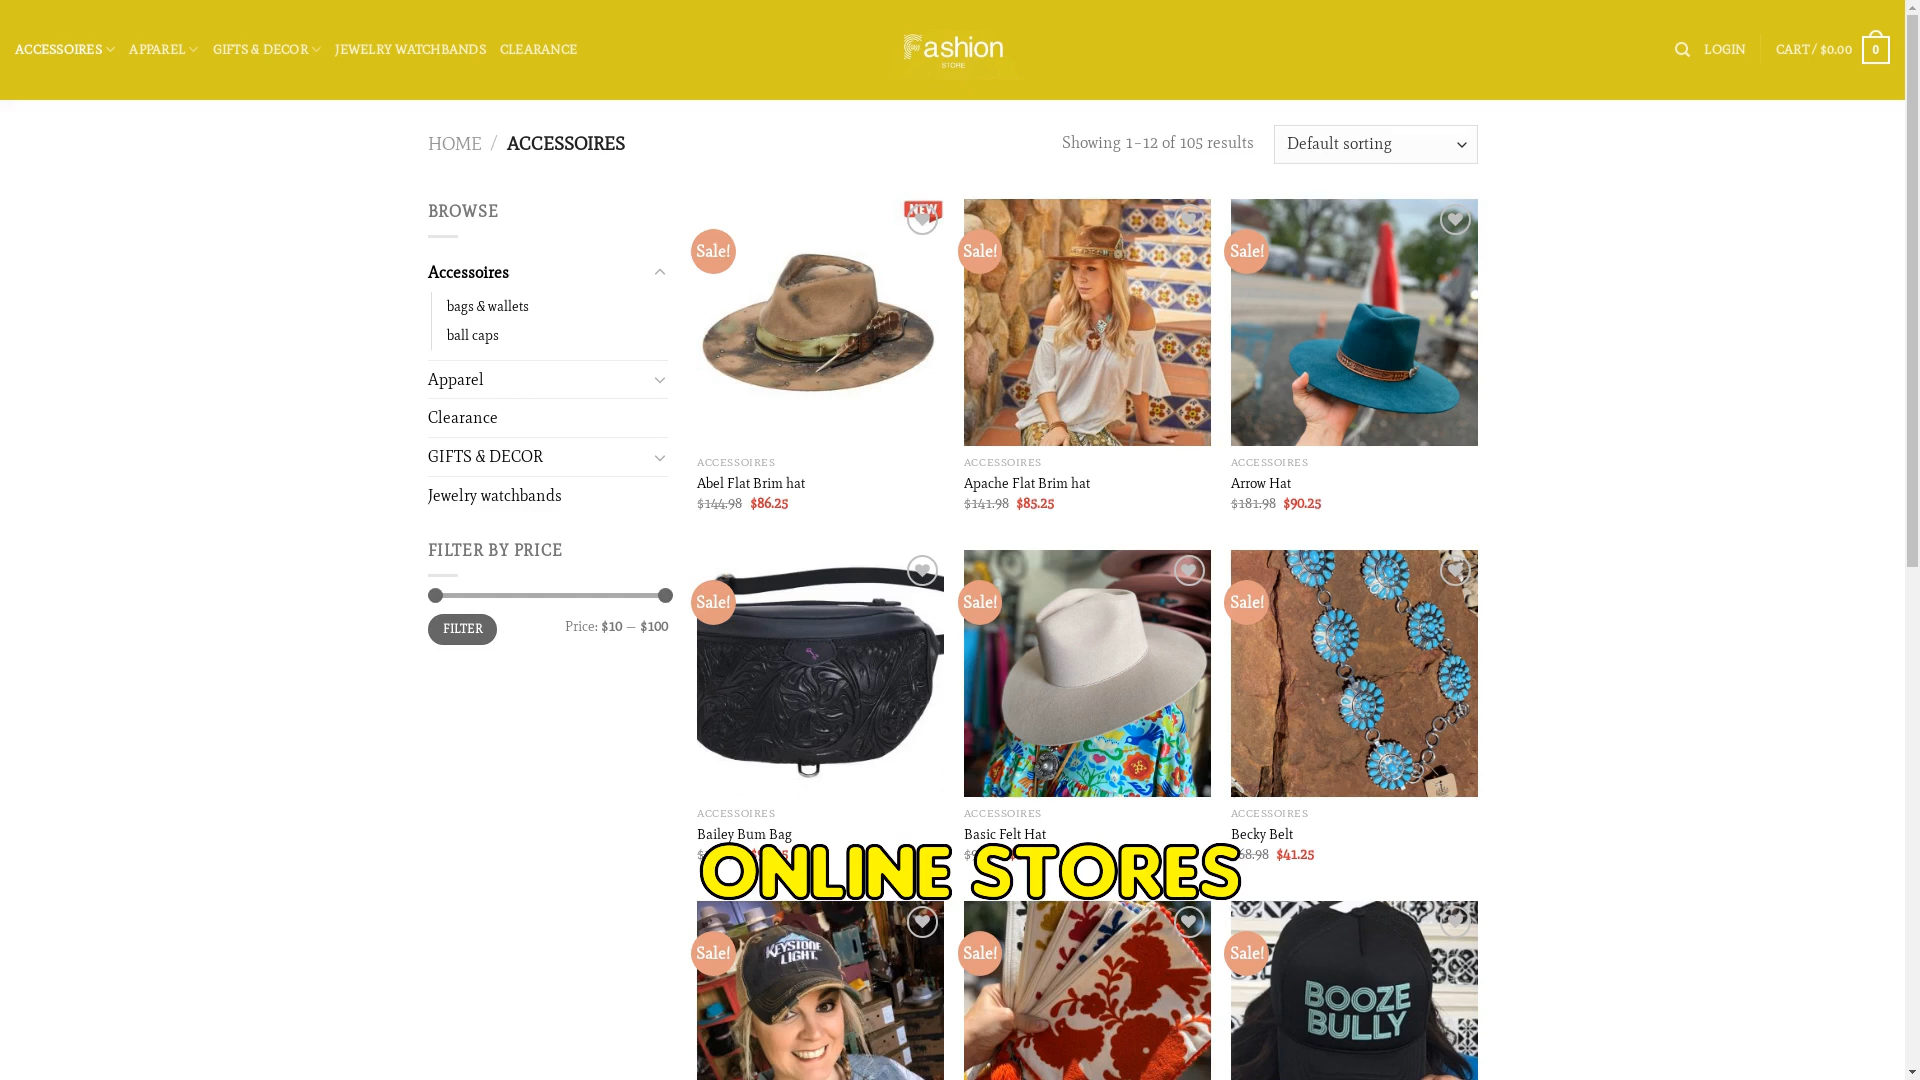 ACCESSOIRES APPAREL GIFTS & DECOR JEWELRY WATCHBANDS CLEARANCE
Fashion
STORE
LOGIN
CART / $0.00
0
HOME / ACCESSOIRES
Showing 1–12 of 105 results
Default sorting
BROWSE
Accessoires
bags & wallets
ball caps
Apparel
Clearance
GIFTS & DECOR
Jewelry watchbands
FILTER BY PRICE
FILTER
Price: $10 — $100
NEW
Sale!
ACCESSOIRES
Abel Flat Brim hat
$144.98 $86.25
Sale!
ACCESSOIRES
Apache Flat Brim hat
$141.98 $85.25
Sale!
ACCESSOIRES
Arrow Hat
$181.98 $90.25
Sale!
ACCESSOIRES
Bailey Bum Bag
Sale!
ACCESSOIRES
Basic Felt Hat
Sale!
ACCESSOIRES
Becky Belt
$41.25
ONLINE STORES
Sale!
KEYSTONE
LIGHT
Sale!
Sale!
BOOZE
BULLY